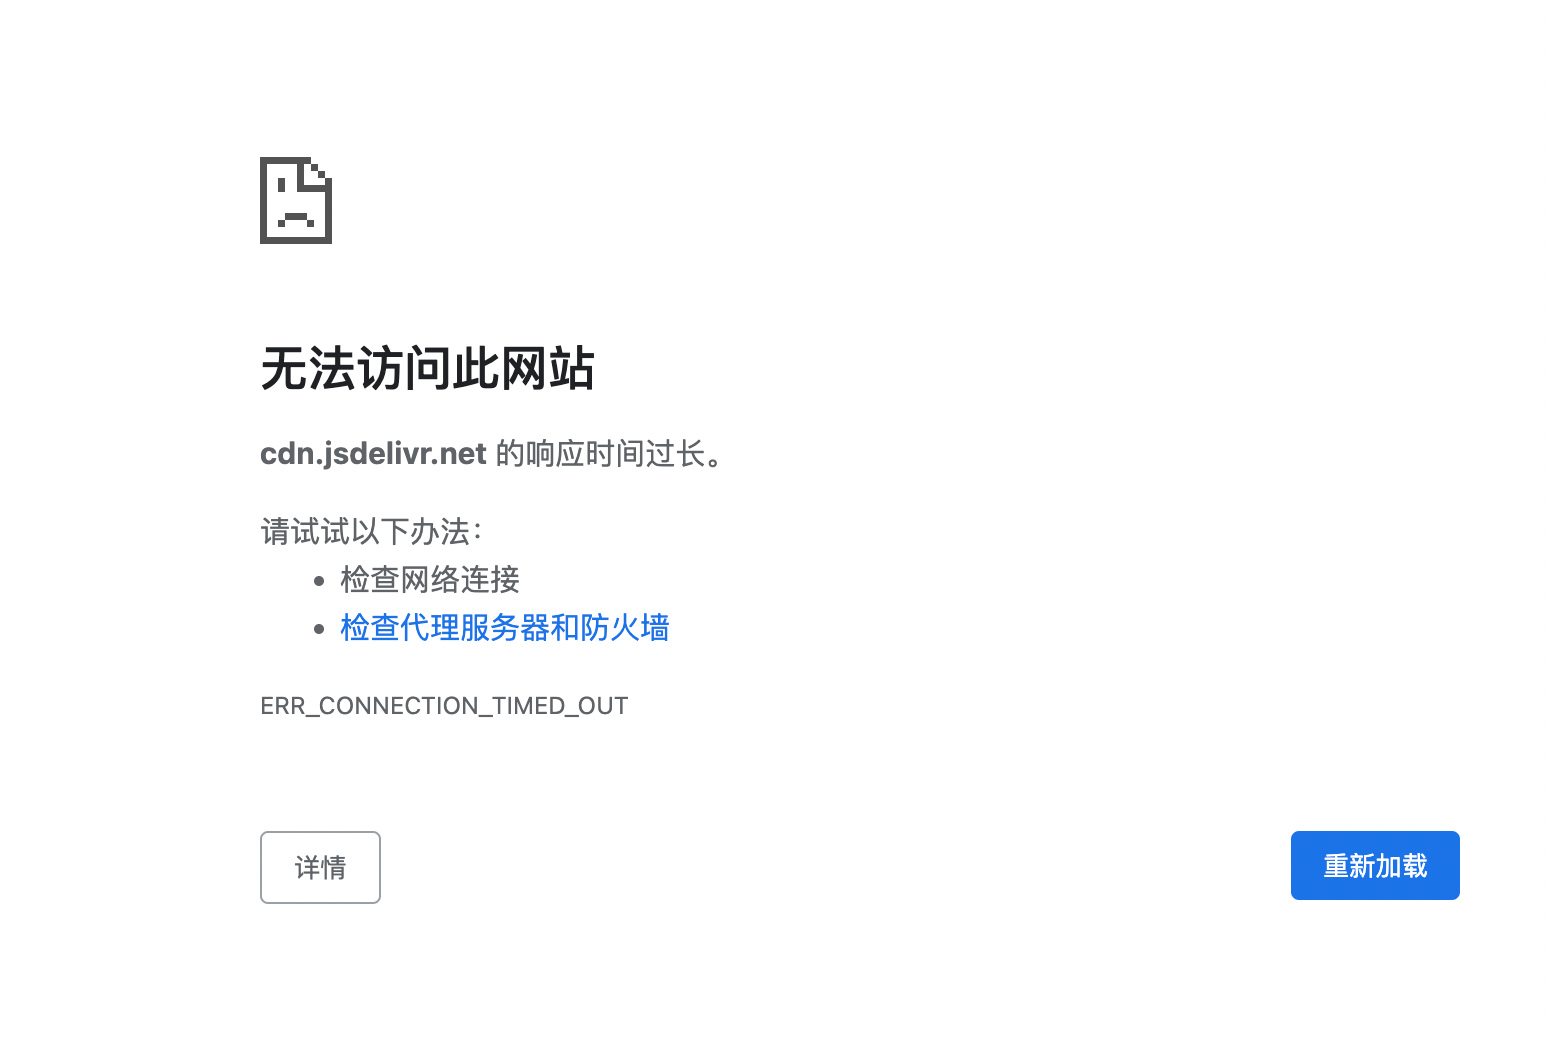 无法访问此网站
cdn.jsdelivr.net 的响应时间过长。
请试试以下办法：
检查网络连接
检查代理服务器和防火墙
ERR_CONNECTION_TIMED_OUT
详情
重新加载